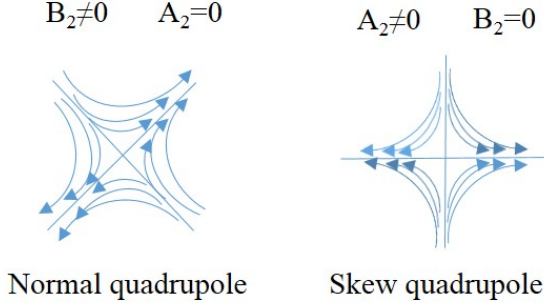 B₂≠0 A₂=0
A₂≠0 B₂=0
Normal quadrupole
Skew quadrupole